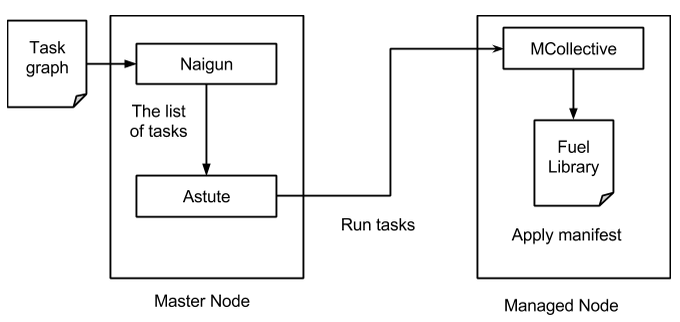 Task
graph
Naigun
The list
of tasks
Astute
Master Node
Run tasks
MCollective
Fuel
Library
Apply manifest
Managed Node